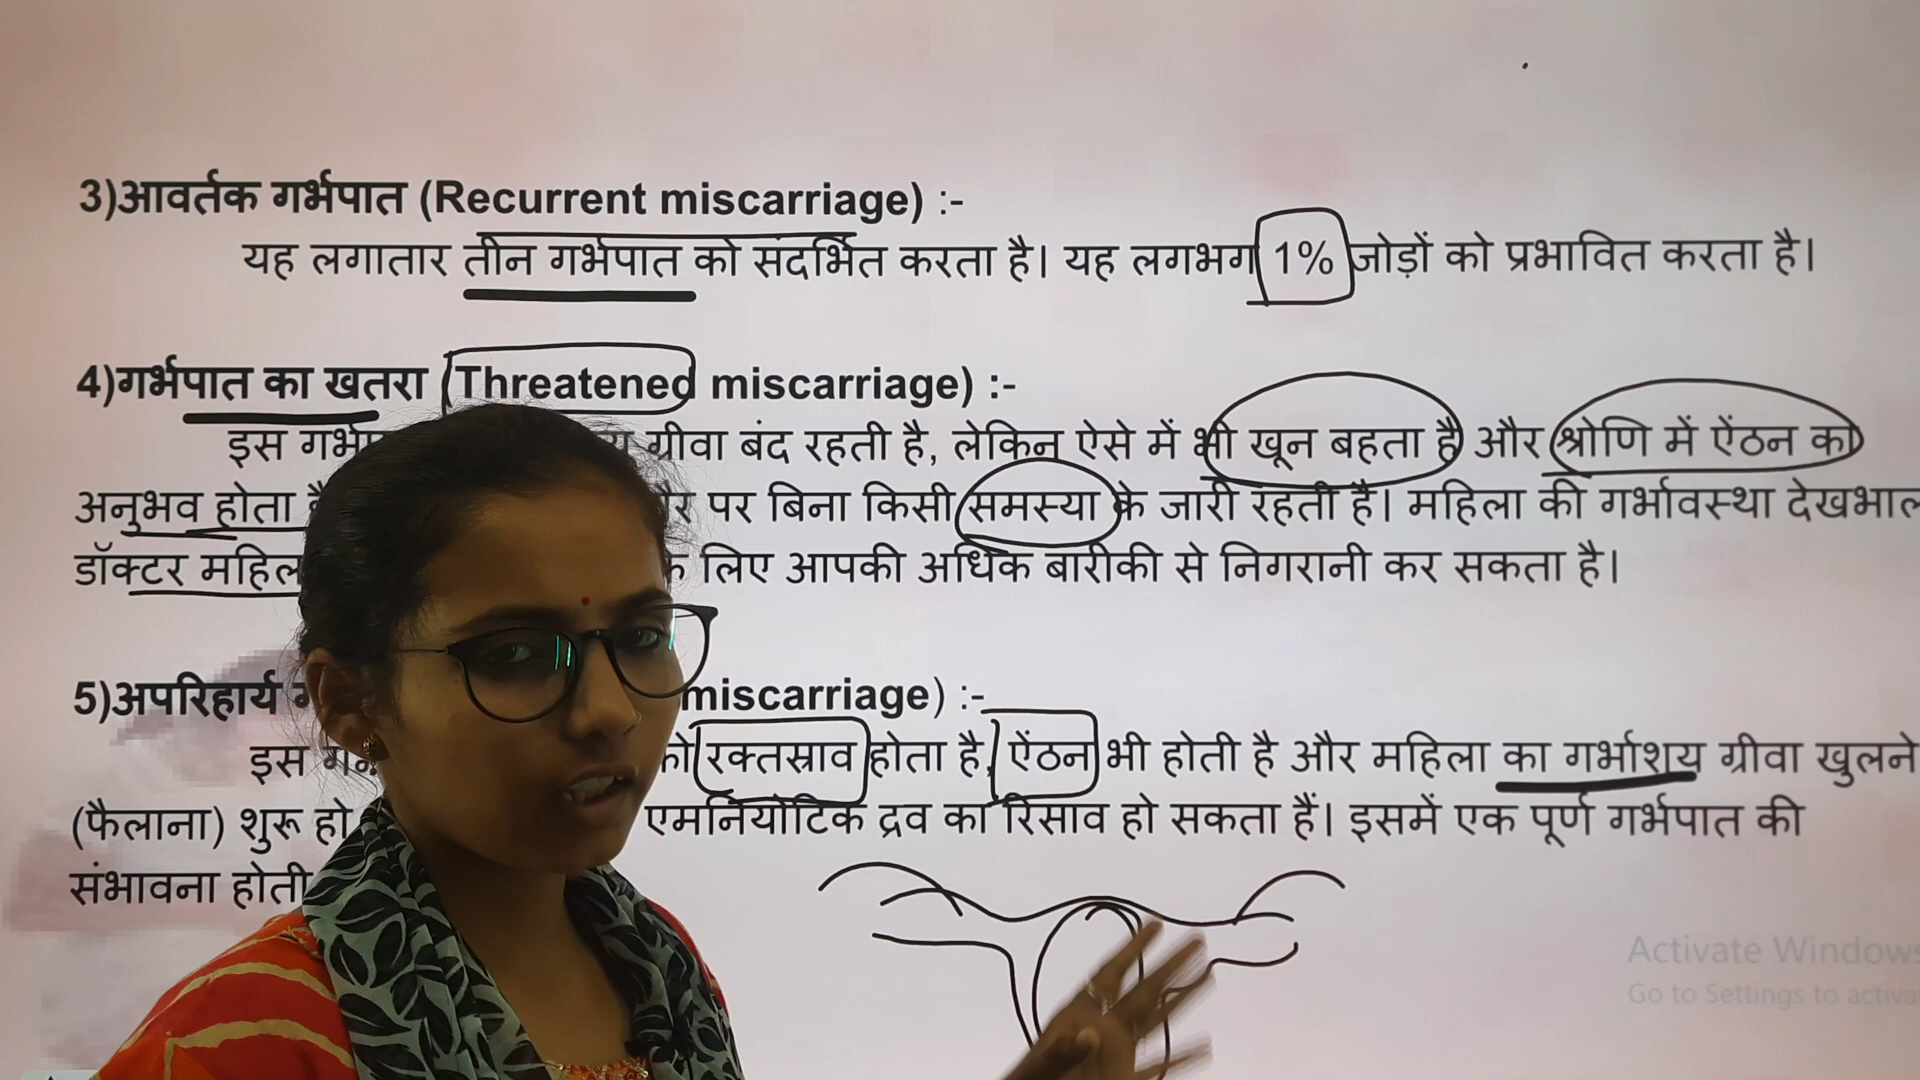 3)आवर्तक गर्भपात (Recurrent miscarriage) :-
यह लगातार तीन गर्भपात को संदर्भित करता है। यह लगभग 1% जोड़ों को प्रभावित करता है।
4)गर्भपात का खतरा (Threatened miscarriage) :-
इस ग्रीवा बंद रहती है, लेकिन ऐसे में भी खून बहता है और श्रोणि में ऐंठन का
अनुभव होता पर बिना किसी समस्या के जारी रहती है। महिला की गर्भावस्था देखभाल
डॉक्टर लिए आपकी अधिक बारीकी से निगरानी कर सकता है।
5)अपरिहार्य miscarriage) :-
इस रक्तस्राव होता है, ऐंठन भी होती है और महिला का गर्भाशय ग्रीवा खुलने
(फैलाना) शुरू हो एमनियोटिक द्रव का रिसाव हो सकता हैं। इसमें एक पूर्ण गर्भपात की
संभावना होती
Activate Windows
Go to Settings to